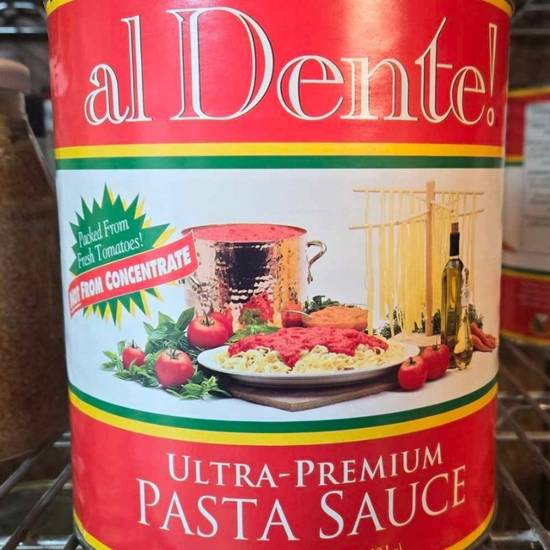 al Dente!
Packed From
Fresh Tomatoes!
NOT FROM CONCENTRATE
ULTRA-PREMIUM
PASTA SAUCE